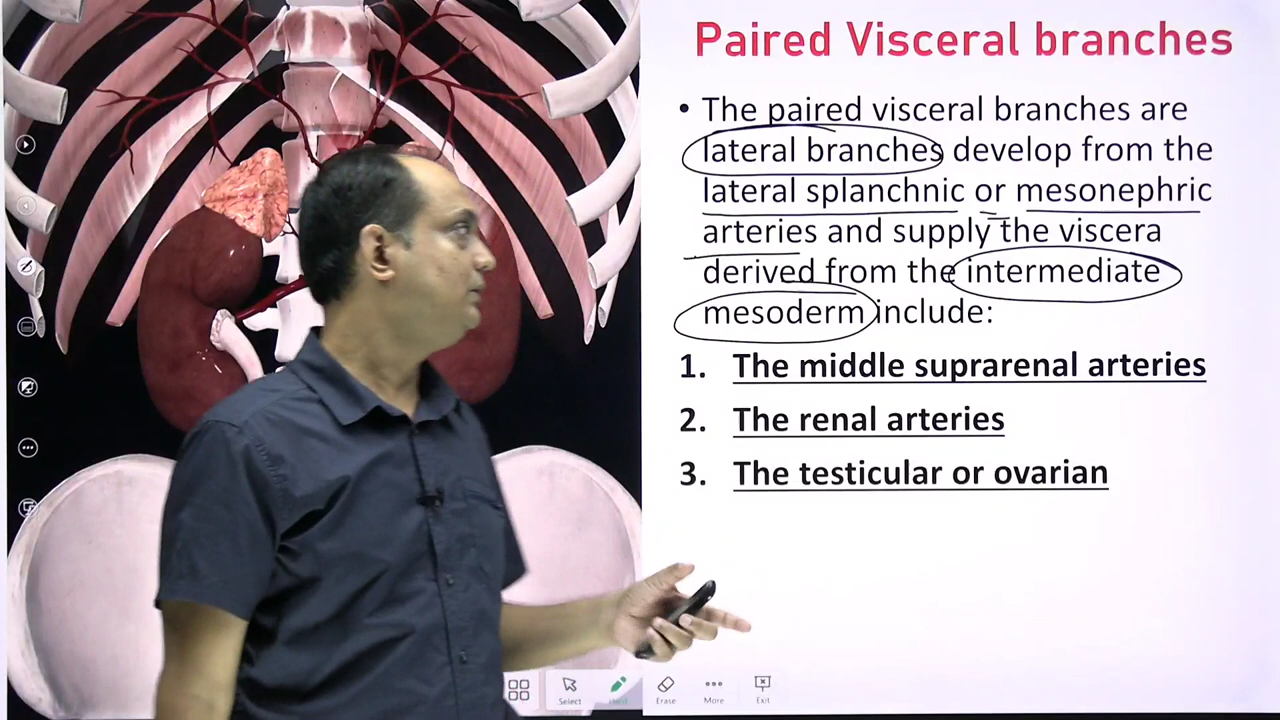 Paired Visceral branches
• The paired visceral branches are
lateral branches develop from the
lateral splanchnic or mesonephric
arteries and supply the viscera
derived from the intermediate
mesoderm include:
1. The middle suprarenal arteries
2. The renal arteries
3. The testicular or ovarian
Select
Erase
More
Exit